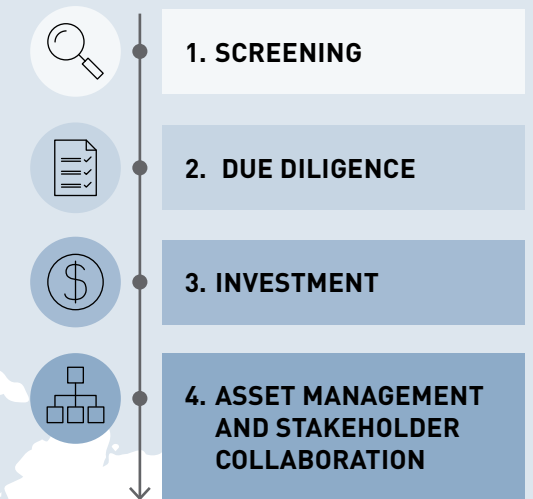 1. SCREENING
2. DUE DILIGENCE
3. INVESTMENT
4. ASSET MANAGEMENT
AND STAKEHOLDER
COLLABORATION